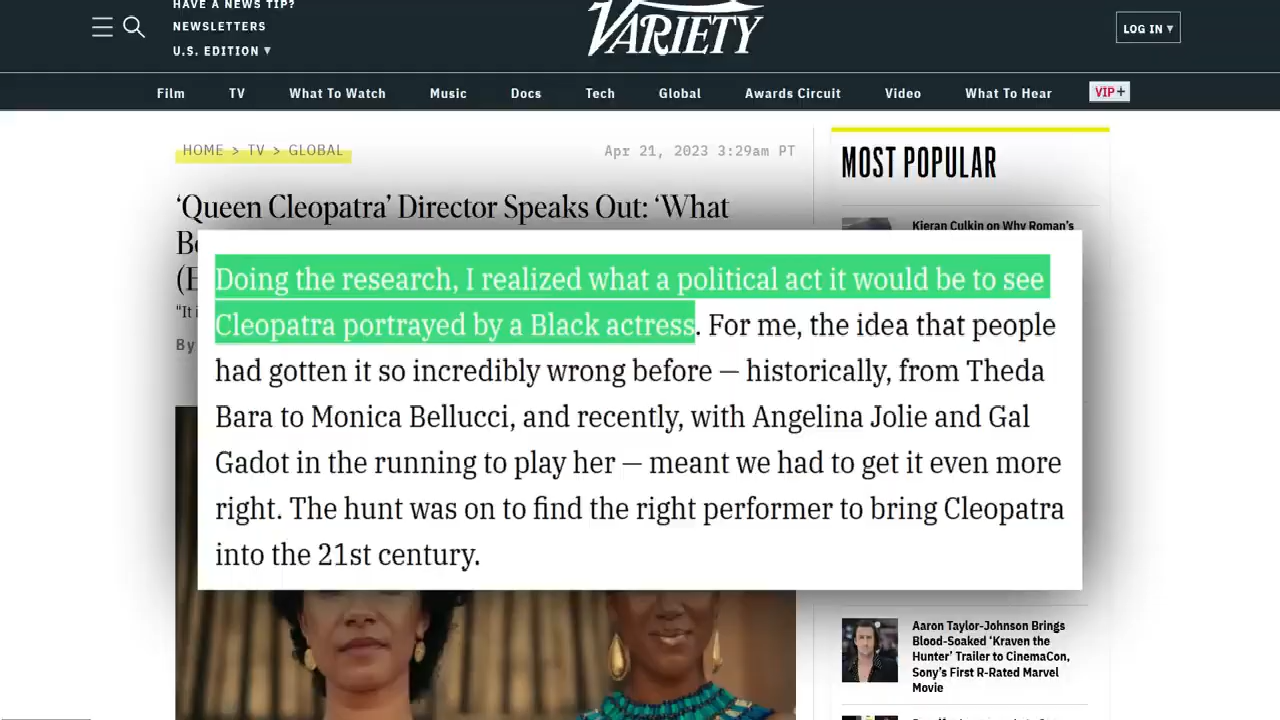 HAVE A NEWS TIP?
NEWSLETTERS
U.S. EDITION ▾
VARIETY
LOG IN ▾
Film TV What To Watch Music Docs Tech Global Awards Circuit Video What To Hear VIP+
HOME > TV > GLOBAL
Apr 21, 2023 3:29am PT
MOST POPULAR
‘Queen Cleopatra’ Director Speaks Out: ‘What
Kieran Culkin on Why Roman’s
(E
“It
By
Doing the research, I realized what a political act it would be to see
Cleopatra portrayed by a Black actress. For me, the idea that people
had gotten it so incredibly wrong before — historically, from Theda
Bara to Monica Bellucci, and recently, with Angelina Jolie and Gal
Gadot in the running to play her — meant we had to get it even more
right. The hunt was on to find the right performer to bring Cleopatra
into the 21st century.
Aaron Taylor-Johnson Brings
Blood-Soaked ‘Kraven the
Hunter’ Trailer to CinemaCon,
Sony’s First R-Rated Marvel
Movie